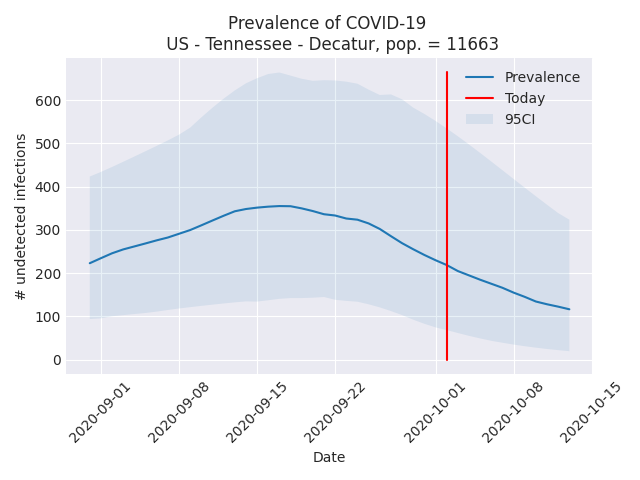 Prevalence of COVID-19
US - Tennessee - Decatur, pop. = 11663
Prevalence
Today
95CI
# undetected infections
600
500
400
300
200
100
0
2020-09-01
2020-09-08
2020-09-15
2020-09-22
2020-10-01
2020-10-08
2020-10-15
Date